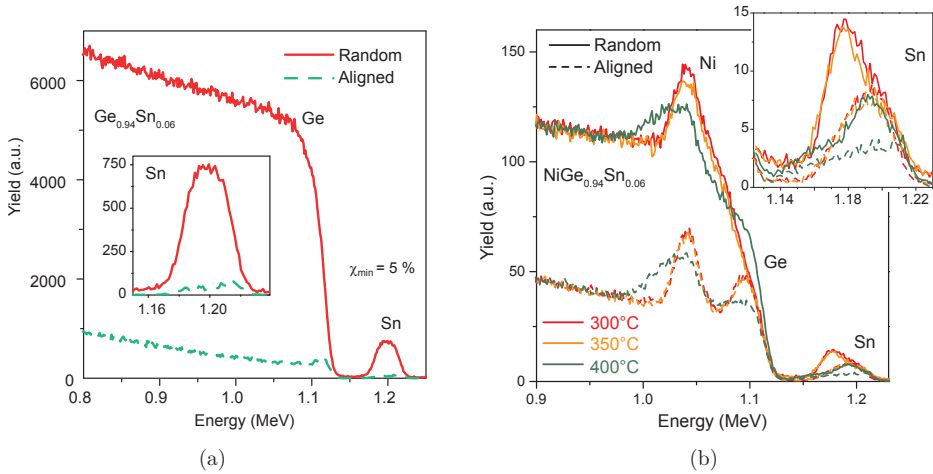 Random
Aligned
Ge
Ge0.94Sn0.06
Sn
750
500
250
0
1.16
1.20
χmin = 5 %
Sn
6000
4000
2000
0
Yield (a.u.)
0.8
0.9
1.0
1.1
1.2
Energy (MeV)
(a)
Random
Aligned
Ni
NiGe0.94Sn0.06
Ge
Sn
300°C
350°C
400°C
Sn
15
10
5
0
1.14
1.18
1.22
150
100
50
0
Yield (a.u.)
0.9
1.0
1.1
1.2
Energy (MeV)
(b)